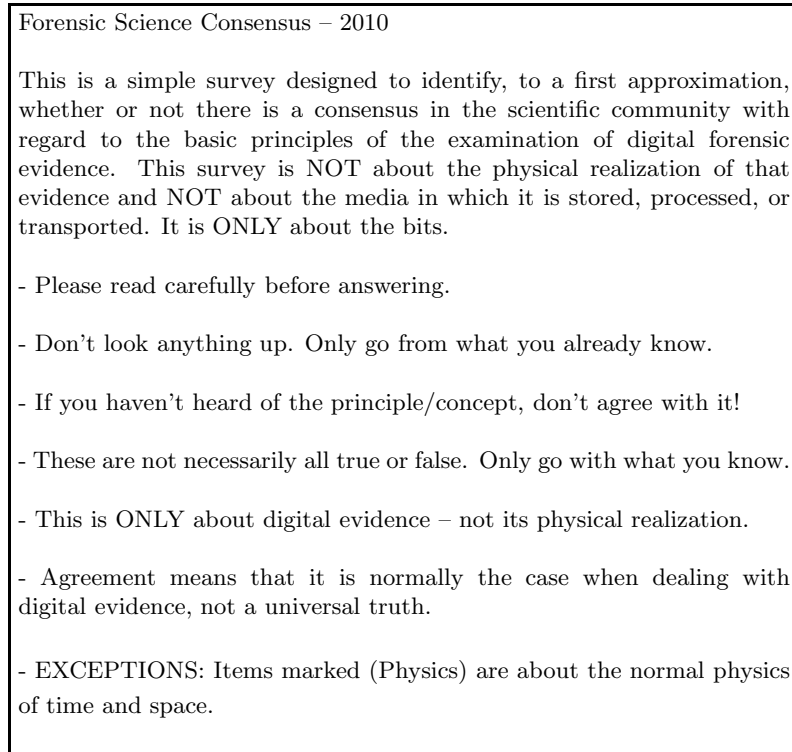 Forensic Science Consensus – 2010
This is a simple survey designed to identify, to a first approximation,
whether or not there is a consensus in the scientific community with
regard to the basic principles of the examination of digital forensic
evidence. This survey is NOT about the physical realization of that
evidence and NOT about the media in which it is stored, processed, or
transported. It is ONLY about the bits.
- Please read carefully before answering.
- Don't look anything up. Only go from what you already know.
- If you haven't heard of the principle/concept, don't agree with it!
- These are not necessarily all true or false. Only go with what you know.
- This is ONLY about digital evidence – not its physical realization.
- Agreement means that it is normally the case when dealing with
digital evidence, not a universal truth.
- EXCEPTIONS: Items marked (Physics) are about the normal physics
of time and space.